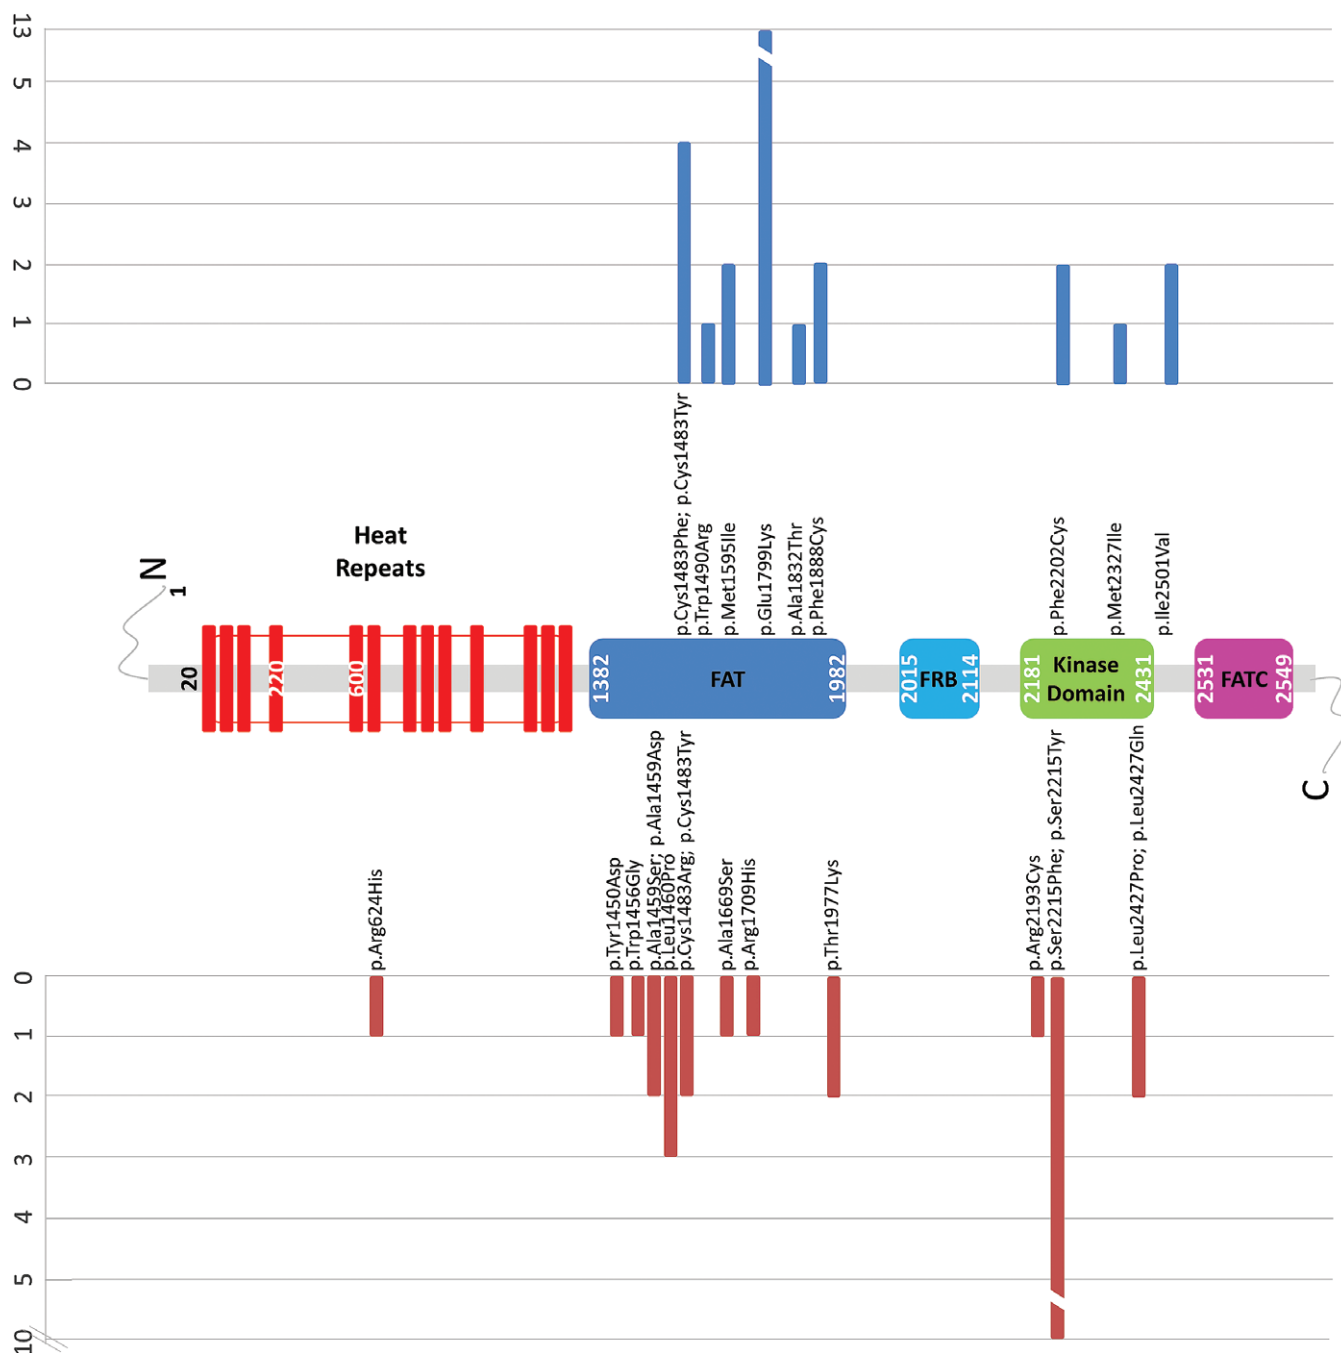 13
5
4
3
2
1
0
p.Cys1483Phe; p.Cys1483Tyr
p.Trp1490Arg
p.Met1595Ile
p.Glu1799Lys
p.Ala1832Thr
p.Phe1888Cys
p.Phe2202Cys
p.Met2327Ile
p.Ile2501Val
Heat
Repeats
N
1
20
220
600
1382
FAT
1982
2015
FRB
2114
2181
Kinase
Domain
2431
2531
FATC
2549
C
p.Arg624His
p.Tyr1450Asp
p.Trp1456Gly
p.Ala1459Ser; p.Ala1459Asp
p.Leu1460Pro
p.Cys1483Arg; p.Cys1483Tyr
p.Ala1669Ser
p.Arg1709His
p.Thr1977Lys
p.Arg2193Cys
p.Ser2215Phe; p.Ser2215Tyr
p.Leu2427Pro; p.Leu2427Gln
0
1
2
3
4
5
10